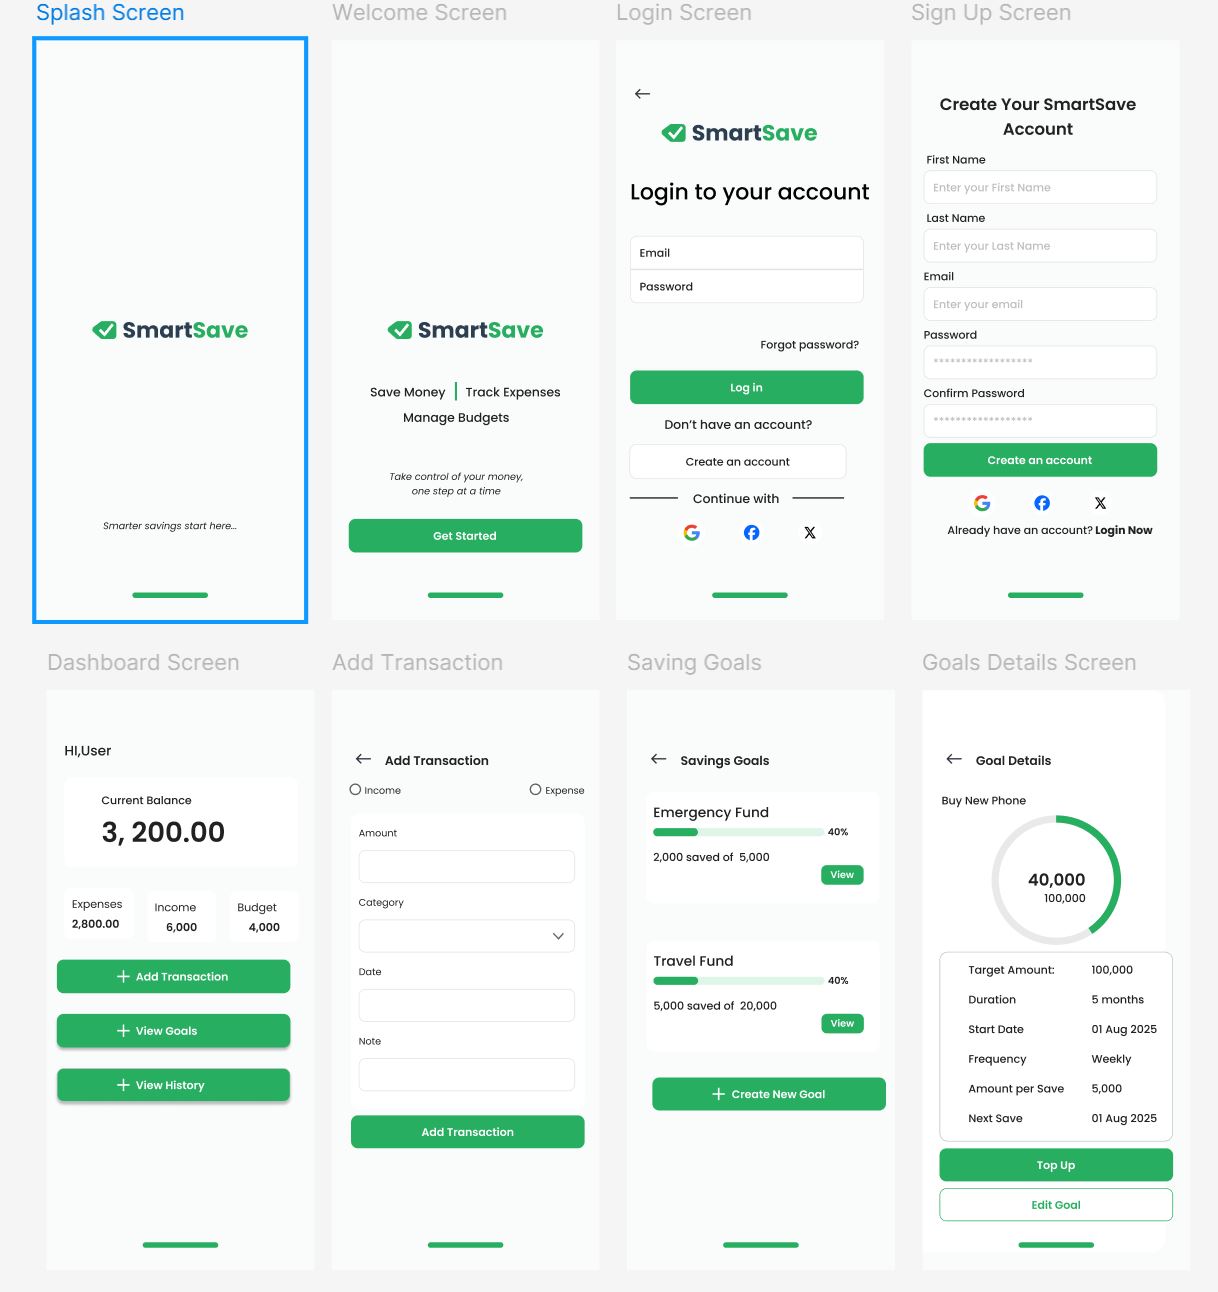 Splash Screen
SmartSave
Smarter savings start here...
Welcome Screen
SmartSave
Save Money | Track Expenses
Manage Budgets
Take control of your money,
one step at a time
Get Started
Login Screen
SmartSave
Login to your account
Email
Password
Forgot password?
Log in
Don't have an account?
Create an account
Continue with
Sign Up Screen
Create Your SmartSave
Account
First Name
Enter your First Name
Last Name
Enter your Last Name
Email
Enter your email
Password
******************
Confirm Password
******************
Create an account
Already have an account? Login Now
Dashboard Screen
HI,User
Current Balance
3, 200.00
Expenses
2,800.00
Income
6,000
Budget
4,000
+ Add Transaction
+ View Goals
+ View History
Add Transaction
Add Transaction
Income
Expense
Amount
Category
Date
Note
Add Transaction
Saving Goals
Savings Goals
Emergency Fund
40%
2,000 saved of 5,000
View
Travel Fund
40%
5,000 saved of 20,000
View
+ Create New Goal
Goals Details Screen
Goal Details
Buy New Phone
40,000
100,000
Target Amount: 100,000
Duration 5 months
Start Date 01 Aug 2025
Frequency Weekly
Amount per Save 5,000
Next Save 01 Aug 2025
Top Up
Edit Goal